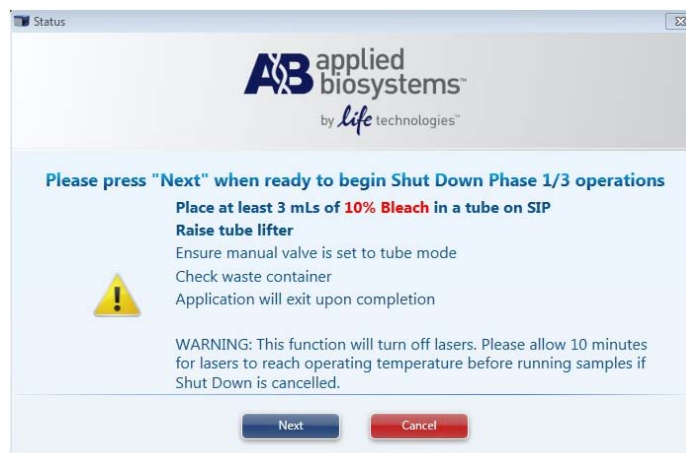 Status
AB applied
biosystems™
by life technologies™
Please press "Next" when ready to begin Shut Down Phase 1/3 operations
Place at least 3 mLs of 10% Bleach in a tube on SIP
Raise tube lifter
Ensure manual valve is set to tube mode
Check waste container
Application will exit upon completion
WARNING: This function will turn off lasers. Please allow 10 minutes
for lasers to reach operating temperature before running samples if
Shut Down is cancelled.
Next
Cancel